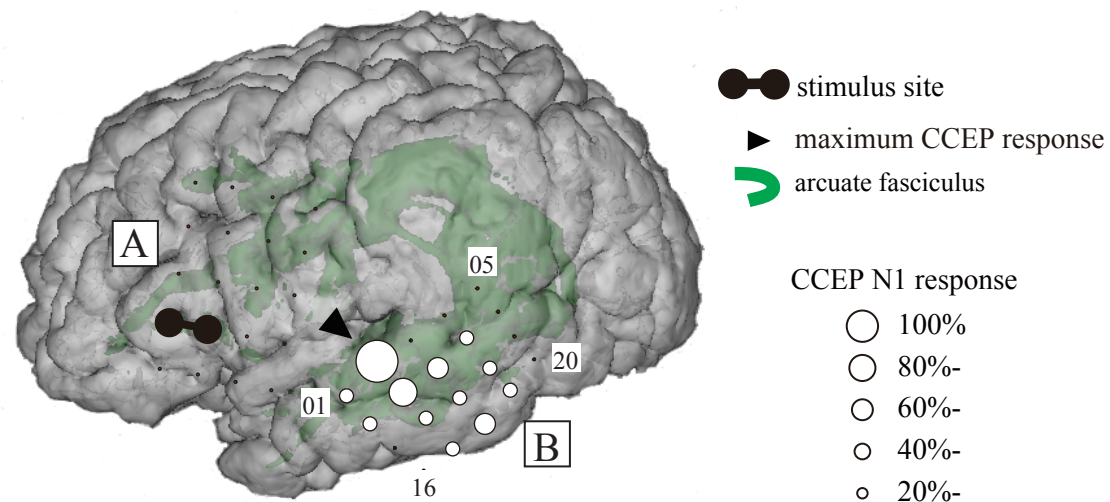 A
05
01
20
B
16
stimulus site
maximum CCEP response
arcuate fasciculus
CCEP N1 response
100%
80%-
60%-
40%-
20%-